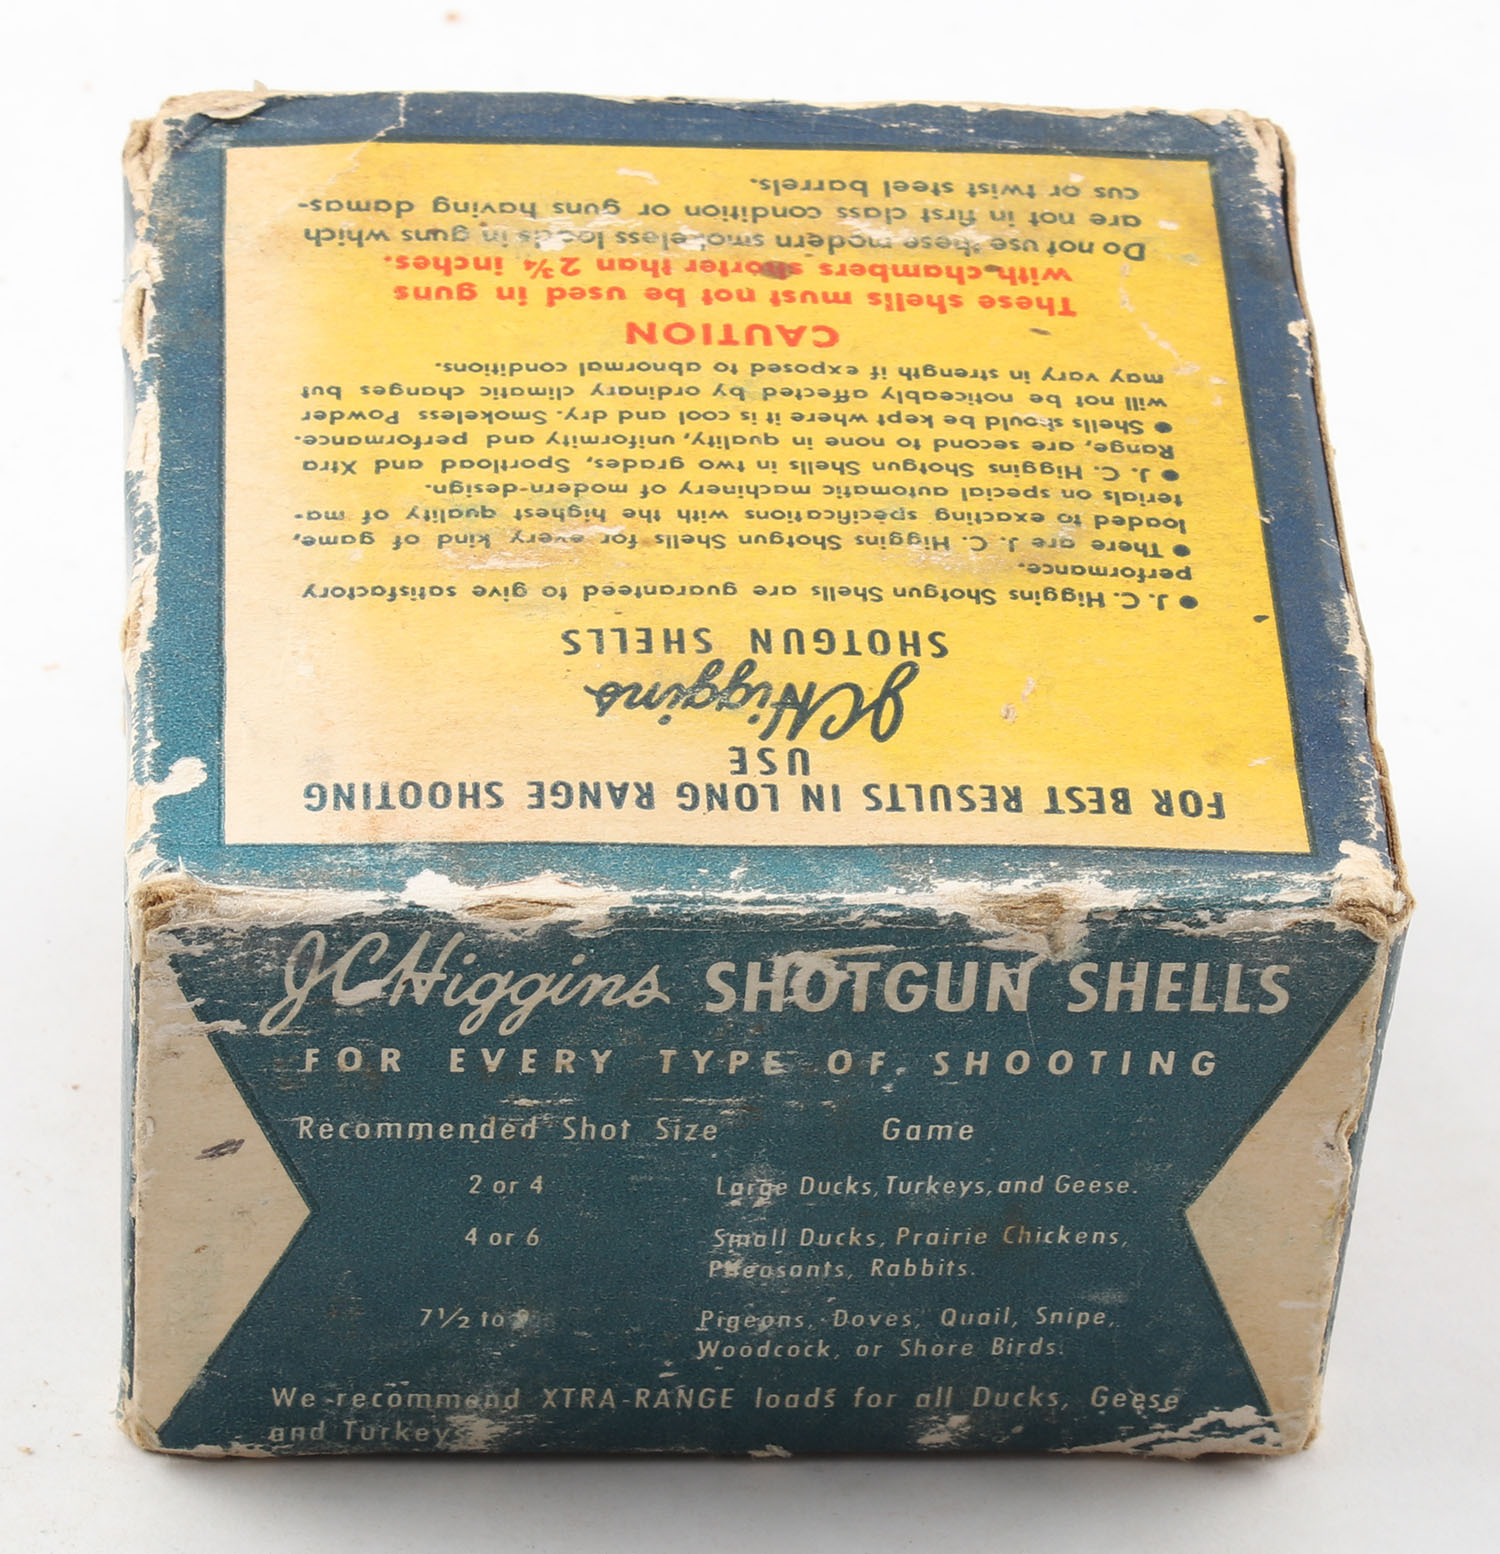 FOR BEST RESULTS IN LONG RANGE SHOOTING
USE
J.C. Higgins
SHOTGUN SHELLS
• J. C. Higgins Shotgun Shells are guaranteed to give satisfactory
performance.
• There are J. C. Higgins Shotgun Shells for every kind of game,
loaded to exacting specifications with the highest quality of ma-
terials on special automatic machinery of modern design.
• J. C. Higgins Shotgun Shells in two grades, Sportload and Xtra
Range, are second to none in quality, uniformity and performance.
• Shells should be kept where it is cool and dry. Smokeless Powder
will not be noticeably affected by ordinary climatic changes but
may vary in strength if exposed to abnormal conditions.
CAUTION
These shells must not be used in guns
with chambers shorter than 2¾ inches.
Do not use these modern smokeless loads in guns which
are not in first class condition or guns having damas-
cus or twist steel barrels.
J.C. Higgins SHOTGUN SHELLS
FOR EVERY TYPE OF SHOOTING
Recommended Shot Size Game
2 or 4 Large Ducks, Turkeys, and Geese.
4 or 6 Small Ducks, Prairie Chickens,
Pheasants, Rabbits.
7½ to Pigeons, Doves, Quail, Snipe,
Woodcock, or Shore Birds.
We recommend XTRA-RANGE loads for all Ducks, Geese
and Turkeys